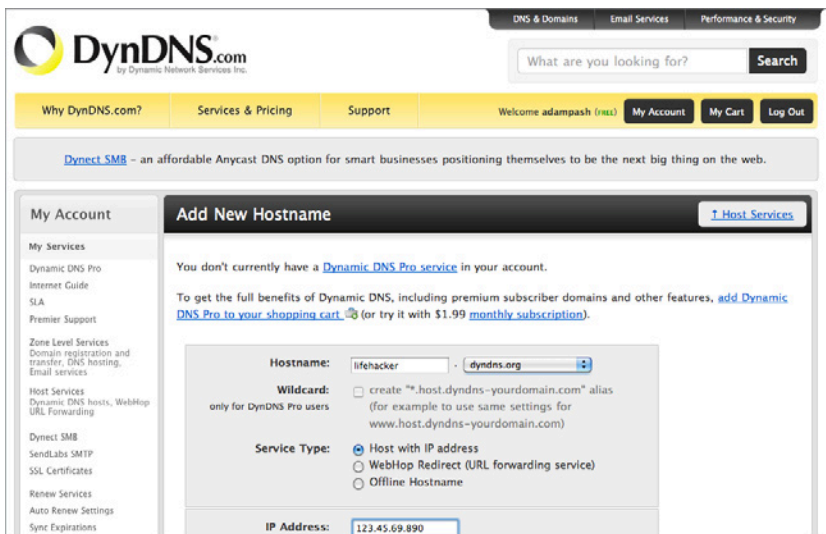 DNS & Domains Email Services Performance & Security
DynDNS.com
by Dynamic Network Services Inc.
What are you looking for? Search
Why DynDNS.com? Services & Pricing Support Welcome adampash (FREE) My Account My Cart Log Out
Dynect SMB – an affordable Anycast DNS option for smart businesses positioning themselves to be the next big thing on the web.
My Account
My Services
Dynamic DNS Pro
Internet Guide
SLA
Premier Support
Zone Level Services
Domain registration and
transfer, DNS hosting,
Email services
Host Services
Dynamic DNS hosts, WebHop
URL Forwarding
Dynect SMB
SendLabs SMTP
SSL Certificates
Renew Services
Auto Renew Settings
Sync Expirations
Add New Hostname
↑ Host Services
You don't currently have a Dynamic DNS Pro service in your account.
To get the full benefits of Dynamic DNS, including premium subscriber domains and other features, add Dynamic
DNS Pro to your shopping cart (or try it with $1.99 monthly subscription).
Hostname: lifehacker . dyndns.org
Wildcard: create "*.host.dyndns-yourdomain.com" alias
only for DynDNS Pro users (for example to use same settings for
www.host.dyndns-yourdomain.com)
Service Type: Host with IP address
WebHop Redirect (URL forwarding service)
Offline Hostname
IP Address: 123.45.69.890